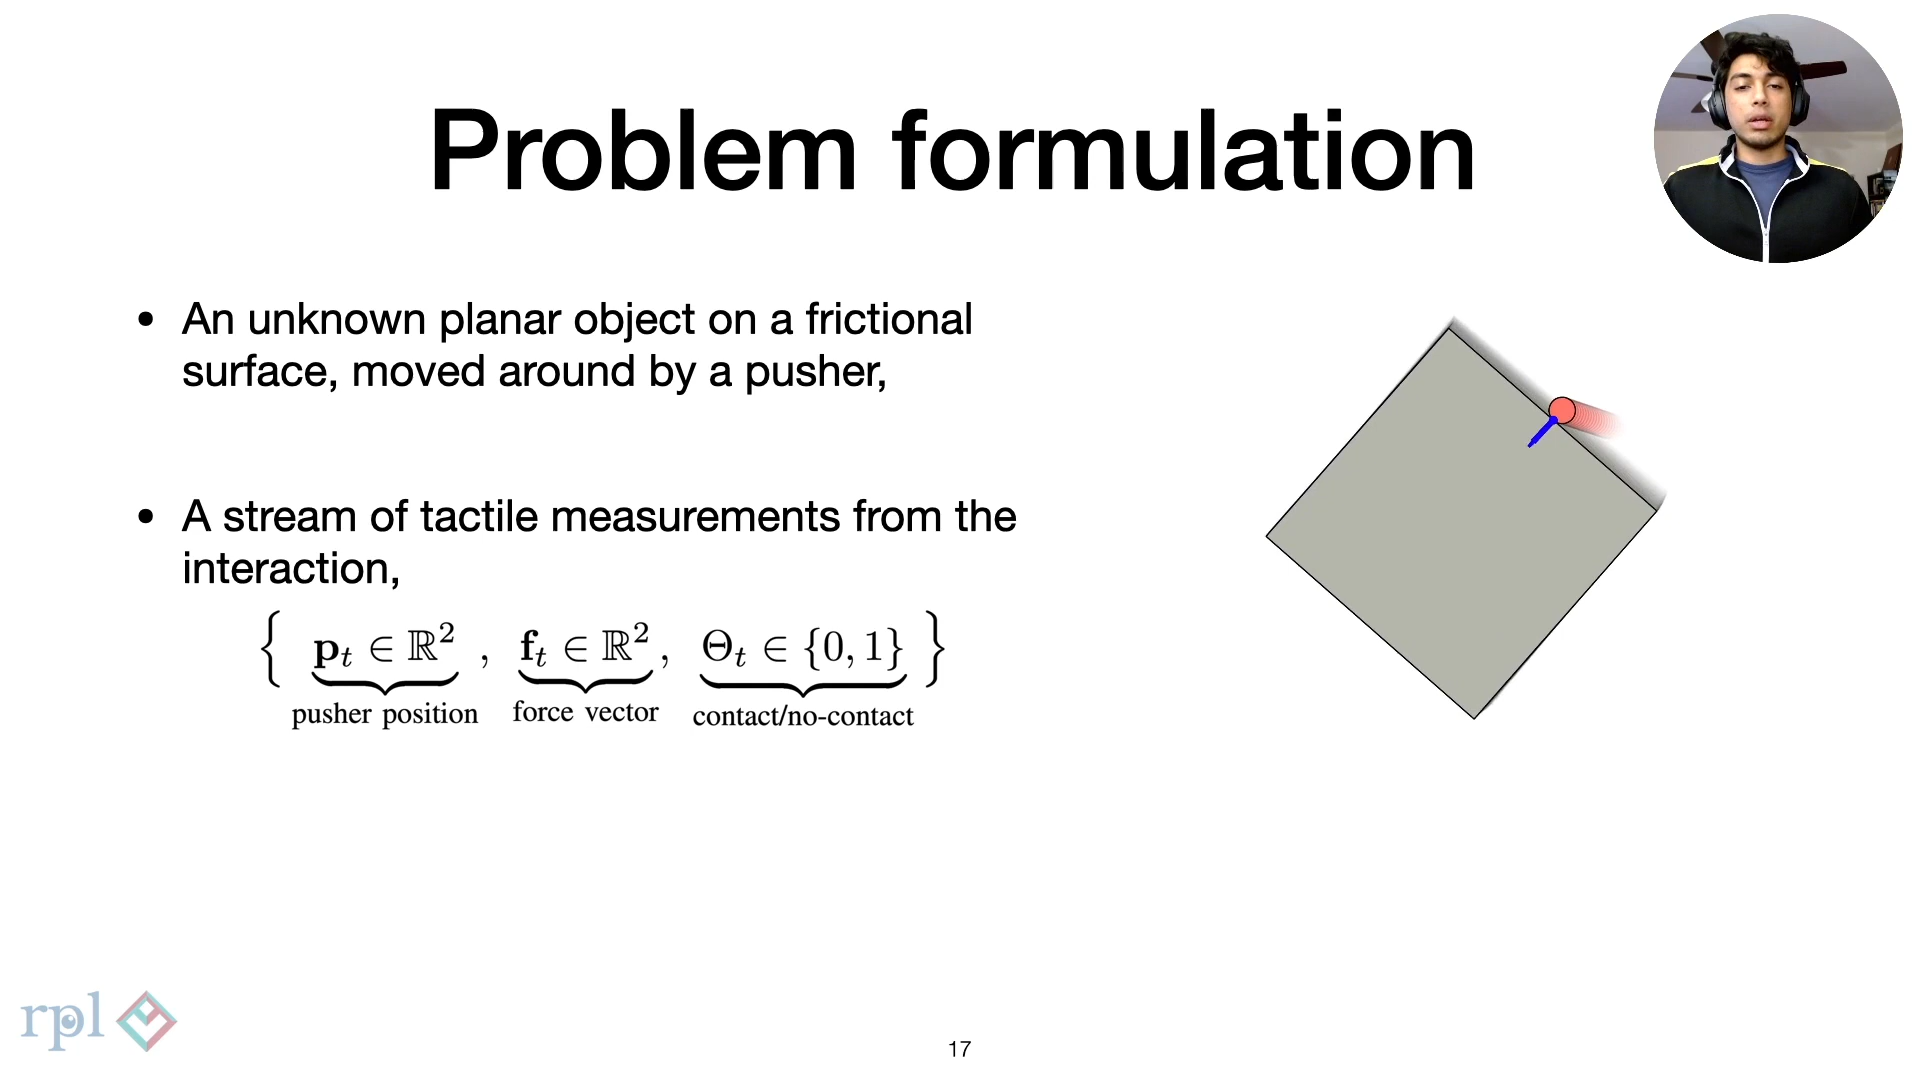 Problem formulation
• An unknown planar object on a frictional
surface, moved around by a pusher,
• A stream of tactile measurements from the
interaction,
{ 𝐩ₜ ∈ ℝ² , 𝐟ₜ ∈ ℝ² , Θₜ ∈ {0, 1} }
pusher position force vector contact/no-contact
rpl
17